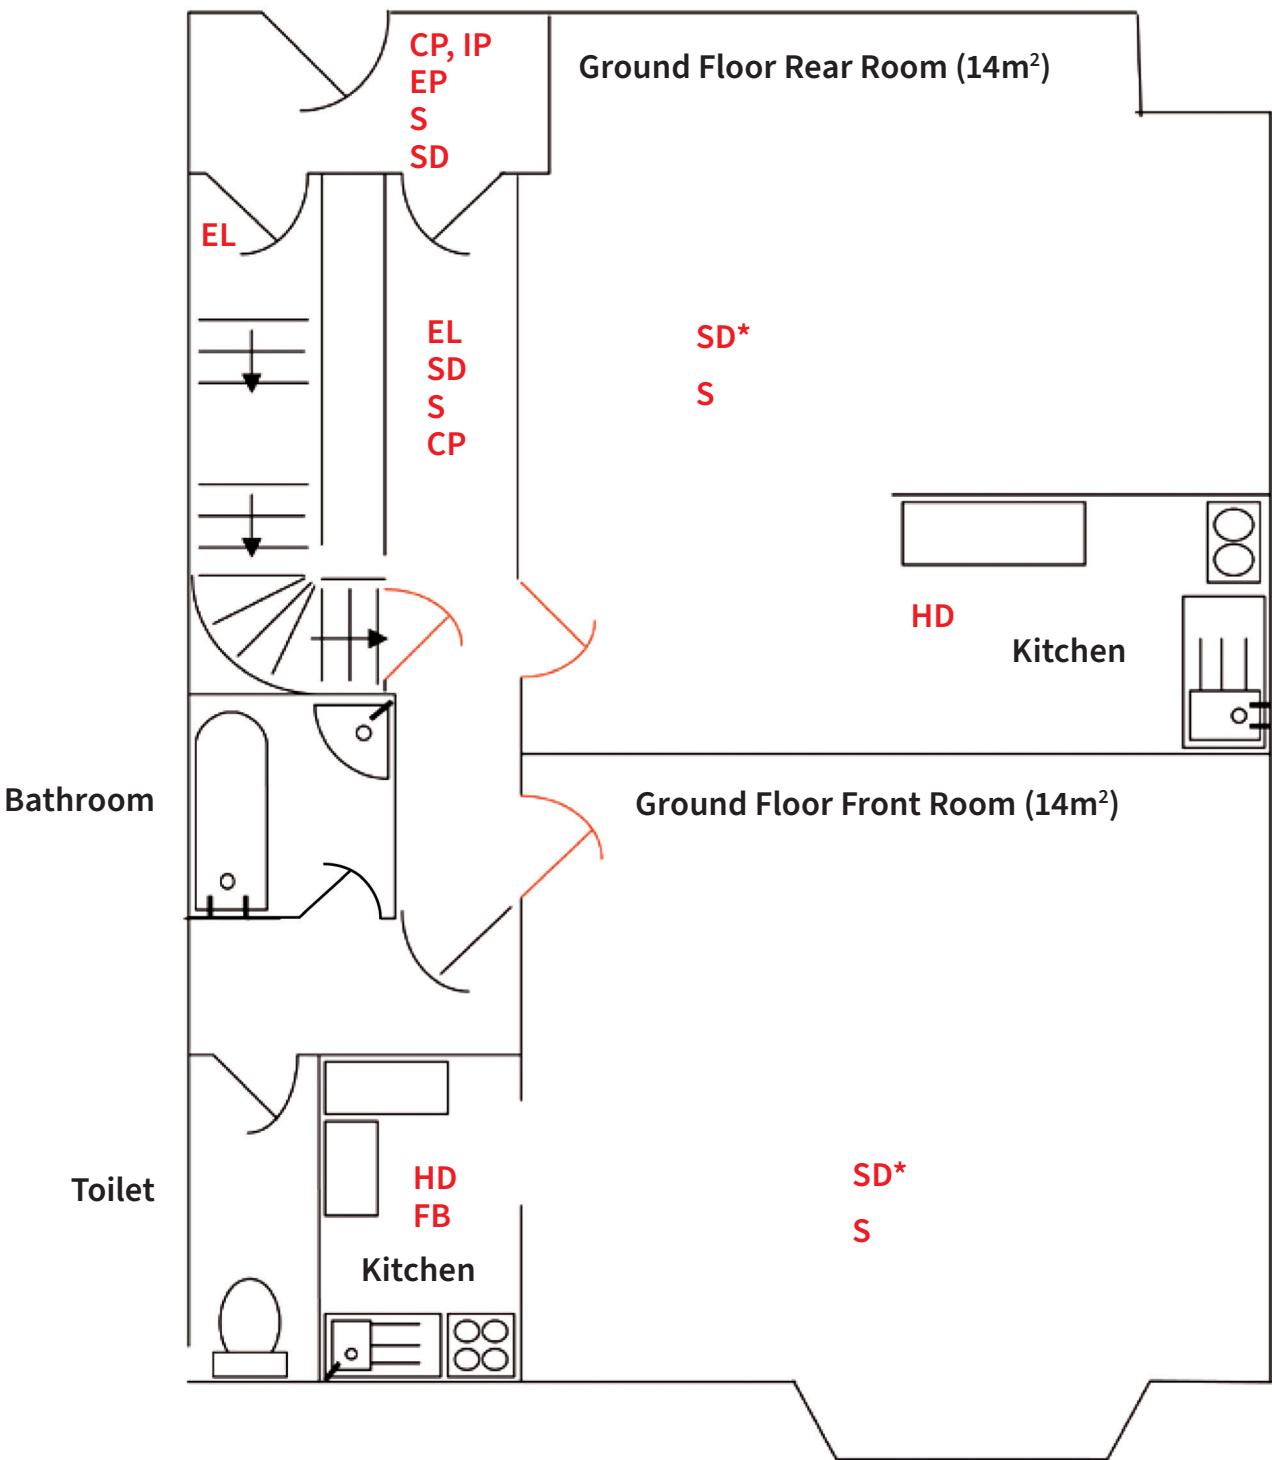 CP, IP
EP
S
SD
Ground Floor Rear Room (14m²)
EL
EL
SD
S
CP
SD*
S
HD
Kitchen
Bathroom
Ground Floor Front Room (14m²)
Toilet
HD
FB
Kitchen
SD*
S